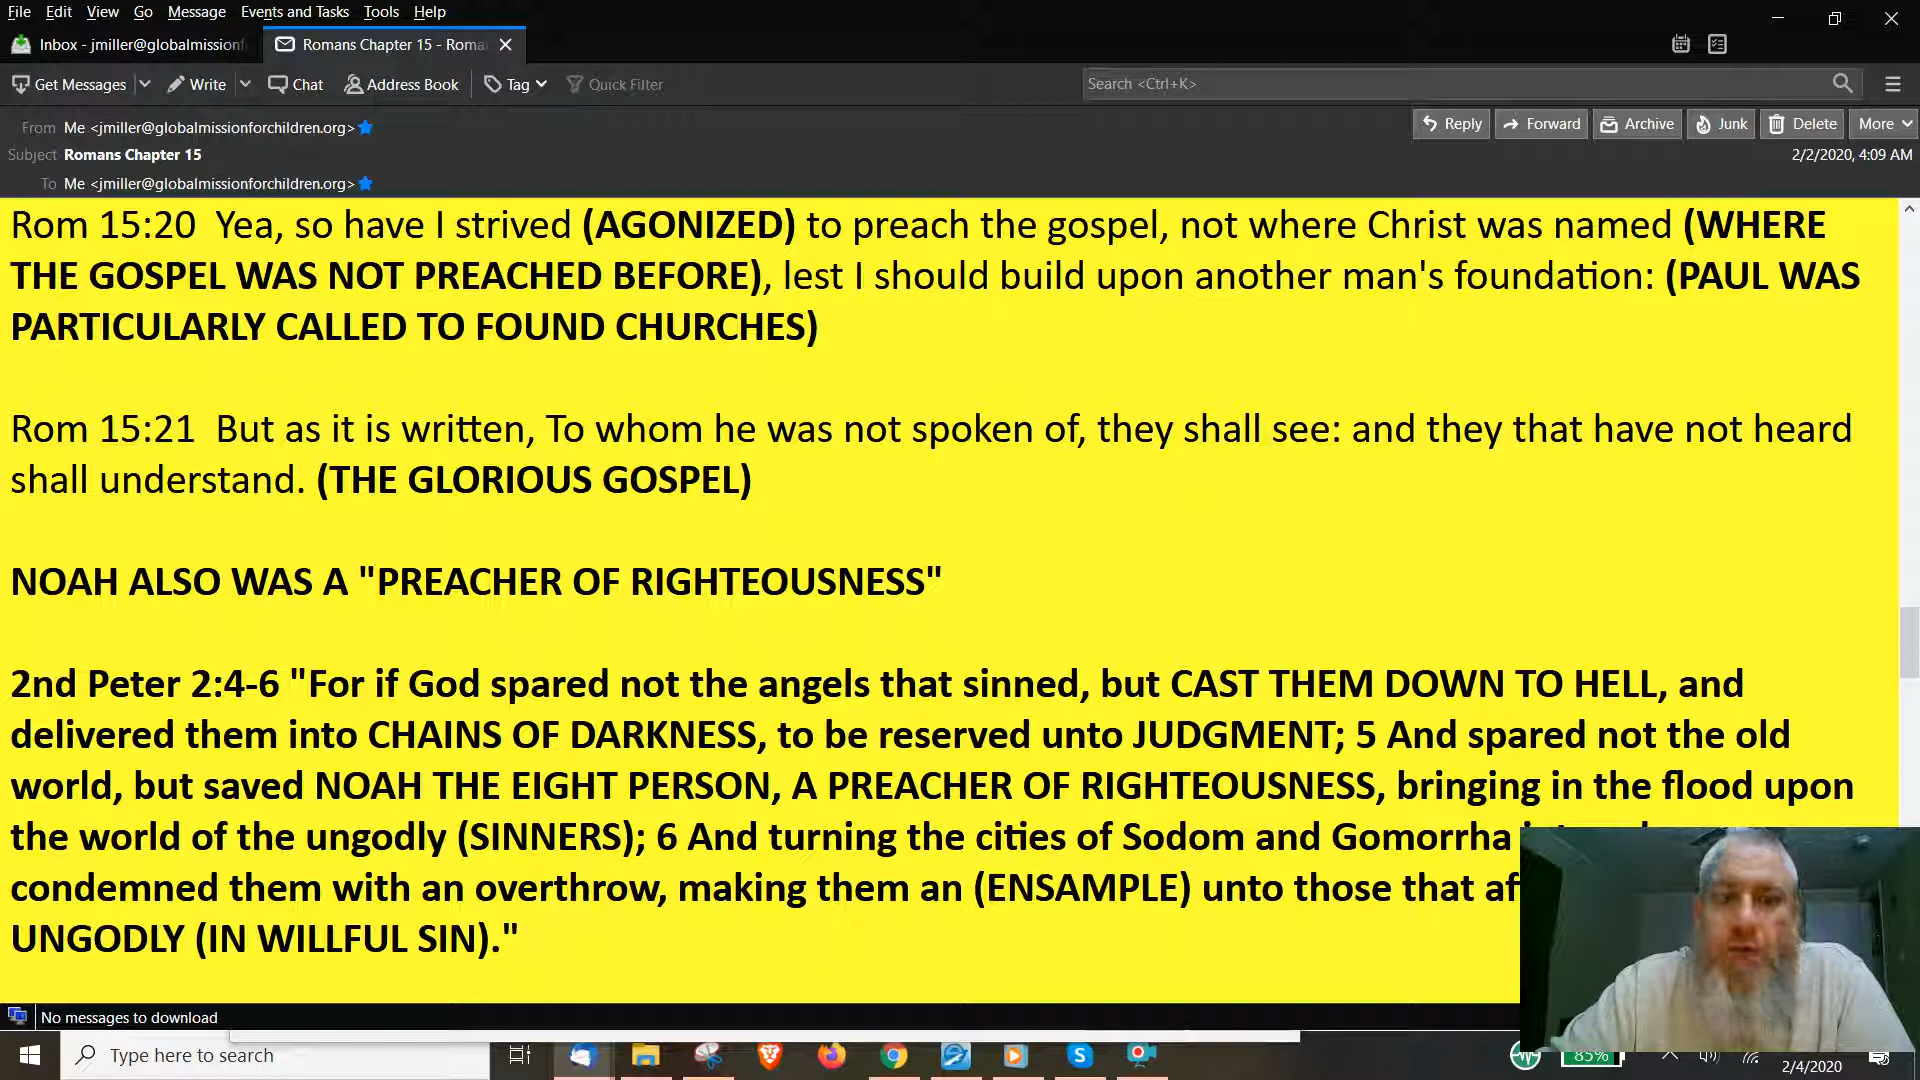 File Edit View Go Message Events and Tasks Tools Help
Inbox - jmiller@globalmissionf Romans Chapter 15 - Roma
Get Messages Write Chat Address Book Tag Quick Filter Search <Ctrl+K>
From Me <jmiller@globalmissionforchildren.org> Reply Forward Archive Junk Delete More
Subject Romans Chapter 15 2/2/2020, 4:09 AM
To Me <jmiller@globalmissionforchildren.org>
Rom 15:20 Yea, so have I strived (AGONIZED) to preach the gospel, not where Christ was named (WHERE
THE GOSPEL WAS NOT PREACHED BEFORE), lest I should build upon another man's foundation: (PAUL WAS
PARTICULARLY CALLED TO FOUND CHURCHES)
Rom 15:21 But as it is written, To whom he was not spoken of, they shall see: and they that have not heard
shall understand. (THE GLORIOUS GOSPEL)
NOAH ALSO WAS A "PREACHER OF RIGHTEOUSNESS"
2nd Peter 2:4-6 "For if God spared not the angels that sinned, but CAST THEM DOWN TO HELL, and
delivered them into CHAINS OF DARKNESS, to be reserved unto JUDGMENT; 5 And spared not the old
world, but saved NOAH THE EIGHT PERSON, A PREACHER OF RIGHTEOUSNESS, bringing in the flood upon
the world of the ungodly (SINNERS); 6 And turning the cities of Sodom and Gomorrha
condemned them with an overthrow, making them an (ENSAMPLE) unto those that
UNGODLY (IN WILLFUL SIN)."
No messages to download
Type here to search 85% 2/4/2020